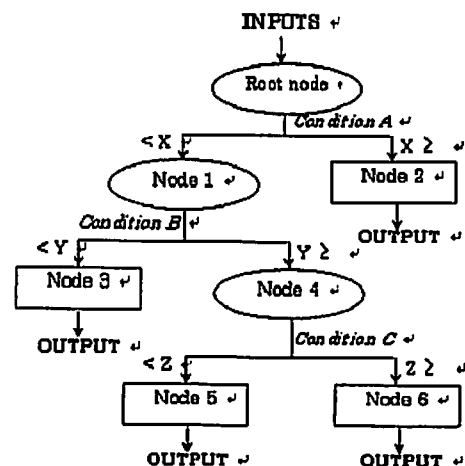 INPUTS ↵
Root node ↵
Condition A ↵
< X ↵
X ≥ ↵
Node 1 ↵
Node 2 ↵
Condition B ↵
OUTPUT ↵
< Y ↵
Y ≥ ↵
Node 3 ↵
Node 4 ↵
OUTPUT ↵
Condition C ↵
< Z ↵
Z ≥ ↵
Node 5 ↵
Node 6 ↵
OUTPUT ↵
OUTPUT ↵